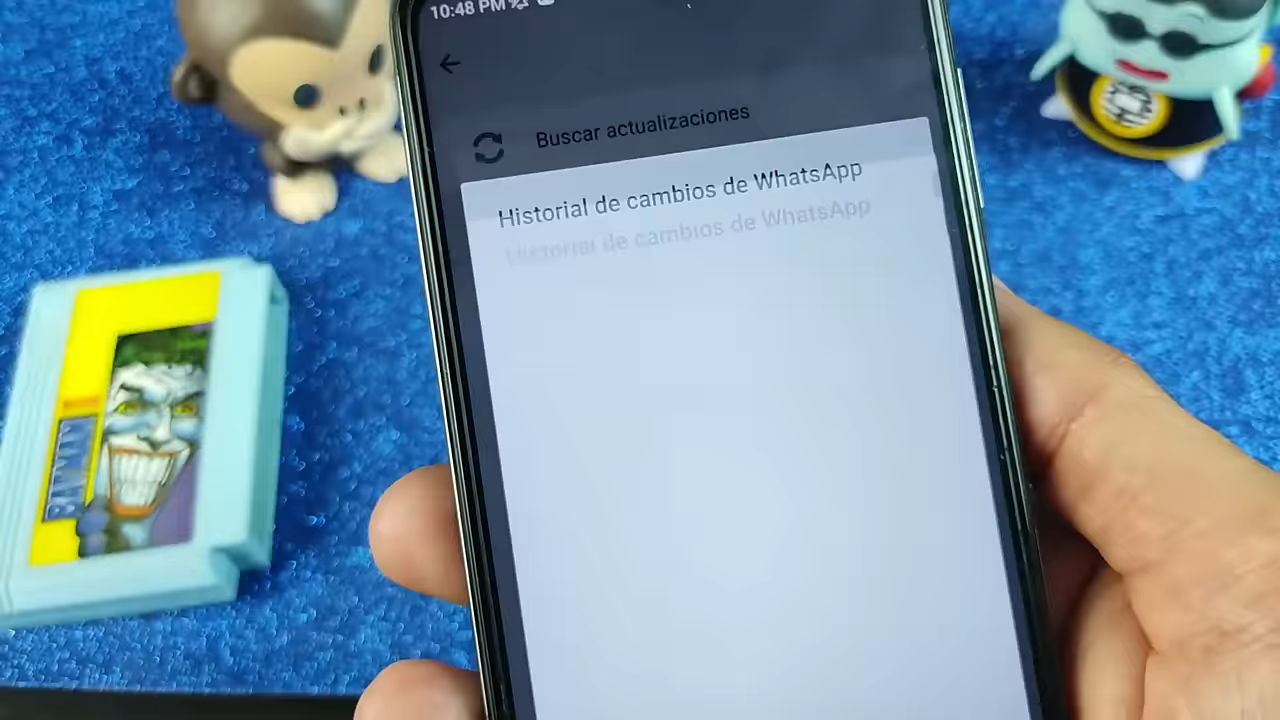 10:48 PM
Buscar actualizaciones
Historial de cambios de WhatsApp
Historial de cambios de WhatsApp